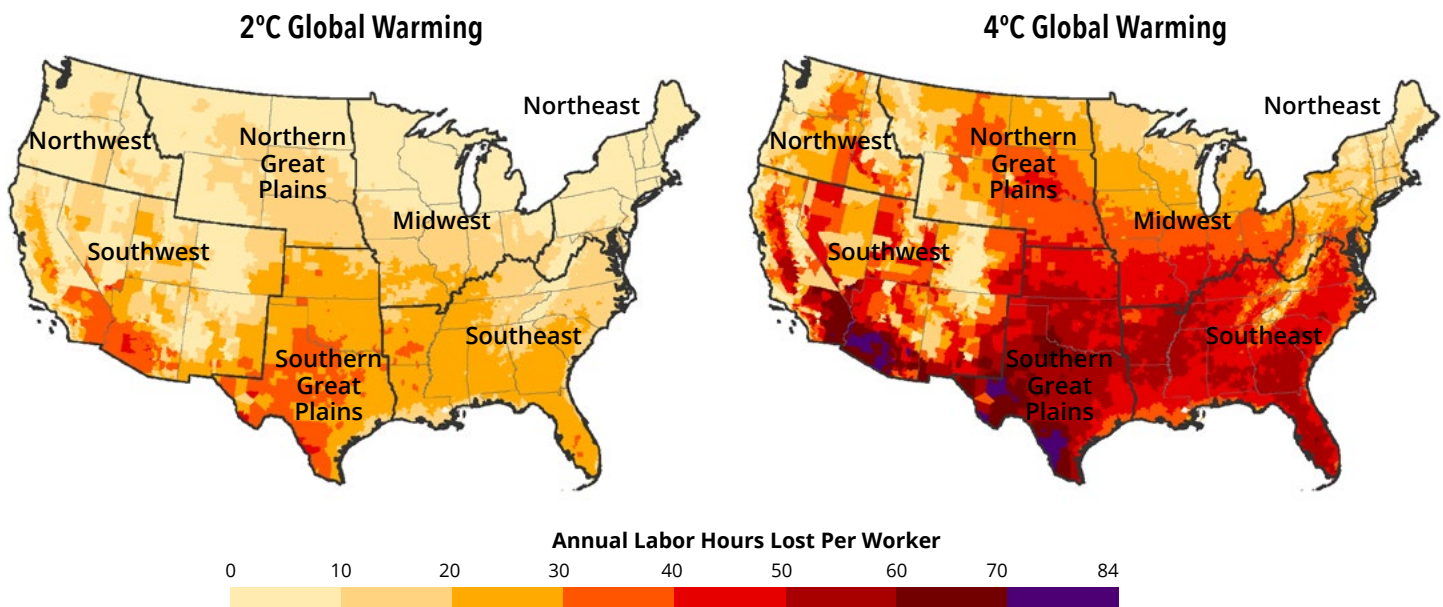 2ºC Global Warming
4ºC Global Warming
Northeast
Northwest
Northern
Great
Plains
Midwest
Southwest
Southeast
Southern
Great
Plains
Northeast
Northwest
Northern
Great
Plains
Midwest
Southwest
Southeast
Southern
Great
Plains
Annual Labor Hours Lost Per Worker
0 10 20 30 40 50 60 70 84